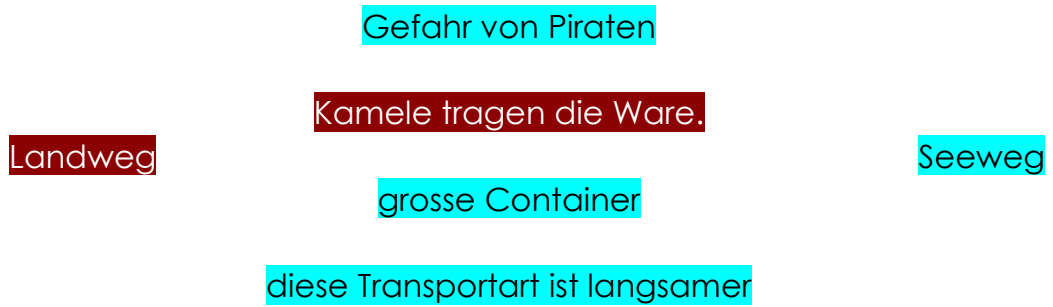 Gefahr von Piraten
Kamele tragen die Ware.
Landweg
Seeweg
grosse Container
diese Transportart ist langsamer